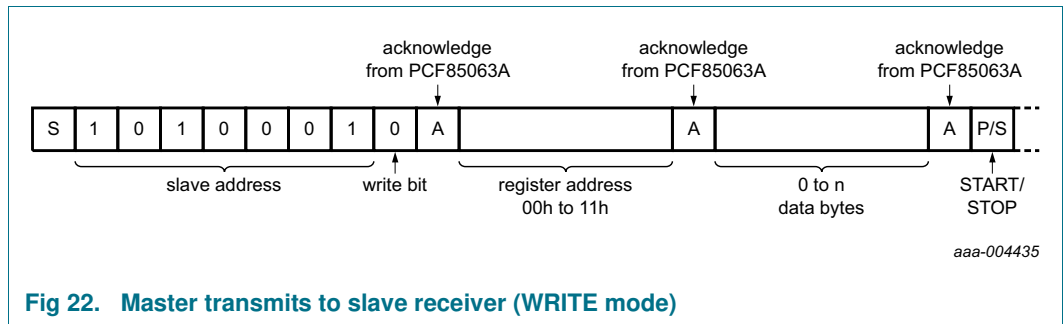 acknowledge acknowledge acknowledge
from PCF85063A from PCF85063A from PCF85063A
S 1 0 1 0 0 0 1 0 A A A P/S
slave address write bit register address 0 to n START/
00h to 11h data bytes STOP
aaa-004435
Fig 22. Master transmits to slave receiver (WRITE mode)